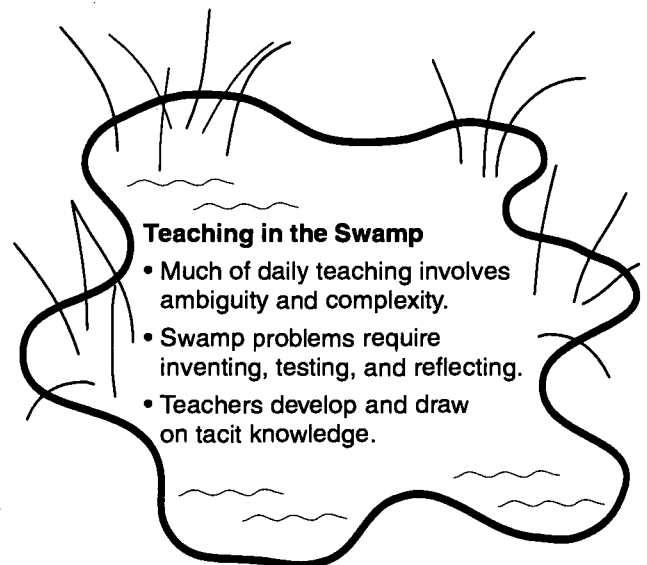 Teaching in the Swamp
• Much of daily teaching involves
ambiguity and complexity.
• Swamp problems require
inventing, testing, and reflecting.
• Teachers develop and draw
on tacit knowledge.